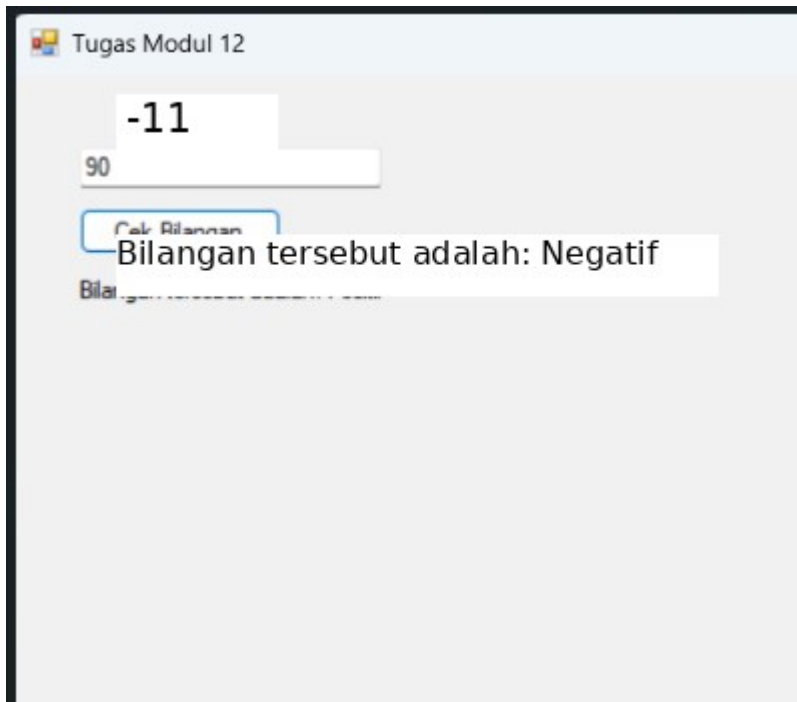 Tugas Modul 12
-11
90
Cek Bilangan
Bilangan tersebut adalah: Negatif